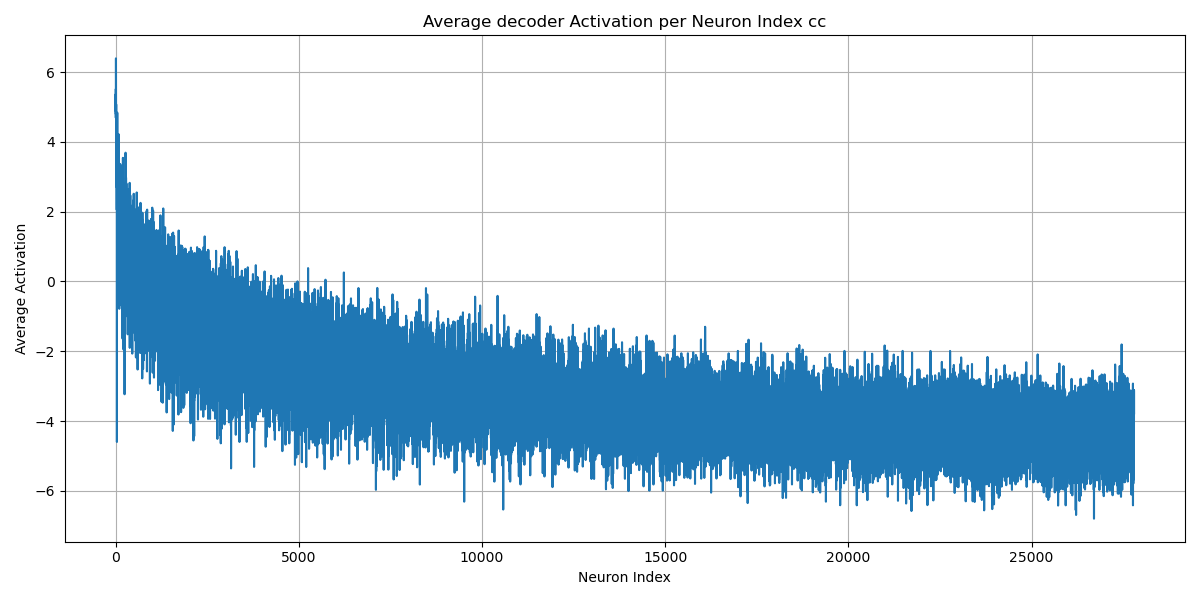 Average decoder Activation per Neuron Index cc
Average Activation
6
4
2
0
−2
−4
−6
0 5000 10000 15000 20000 25000
Neuron Index